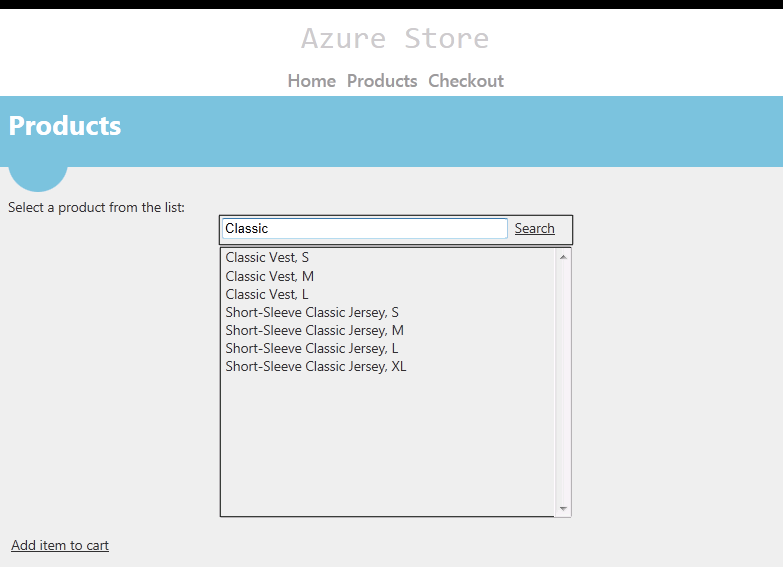 Azure Store
Home Products Checkout
Products
Select a product from the list:
Classic Search
Classic Vest, S
Classic Vest, M
Classic Vest, L
Short-Sleeve Classic Jersey, S
Short-Sleeve Classic Jersey, M
Short-Sleeve Classic Jersey, L
Short-Sleeve Classic Jersey, XL
Add item to cart